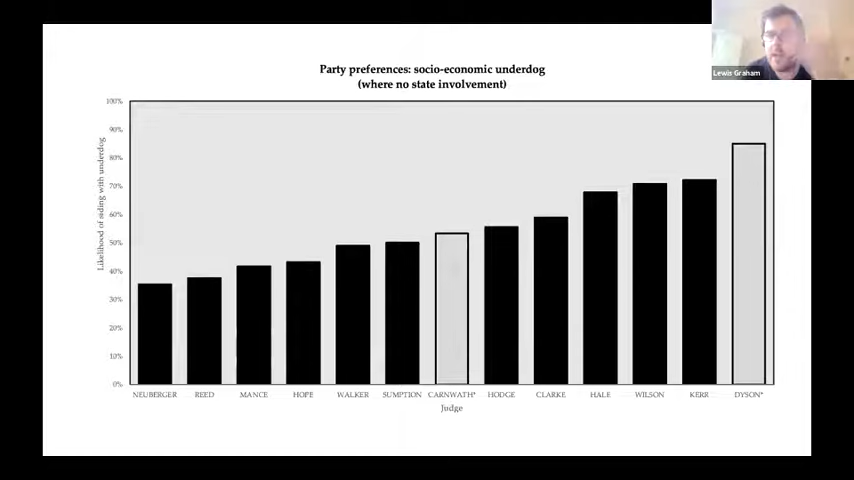 Lewis Graham
Party preferences: socio-economic underdog
(where no state involvement)
Likelihood of siding with underdog
100%
90%
80%
70%
60%
50%
40%
30%
20%
10%
0%
NEUBERGER REED MANCE HOPE WALKER SUMPTION CARNWATH* HODGE CLARKE HALE WILSON KERR DYSON*
Judge